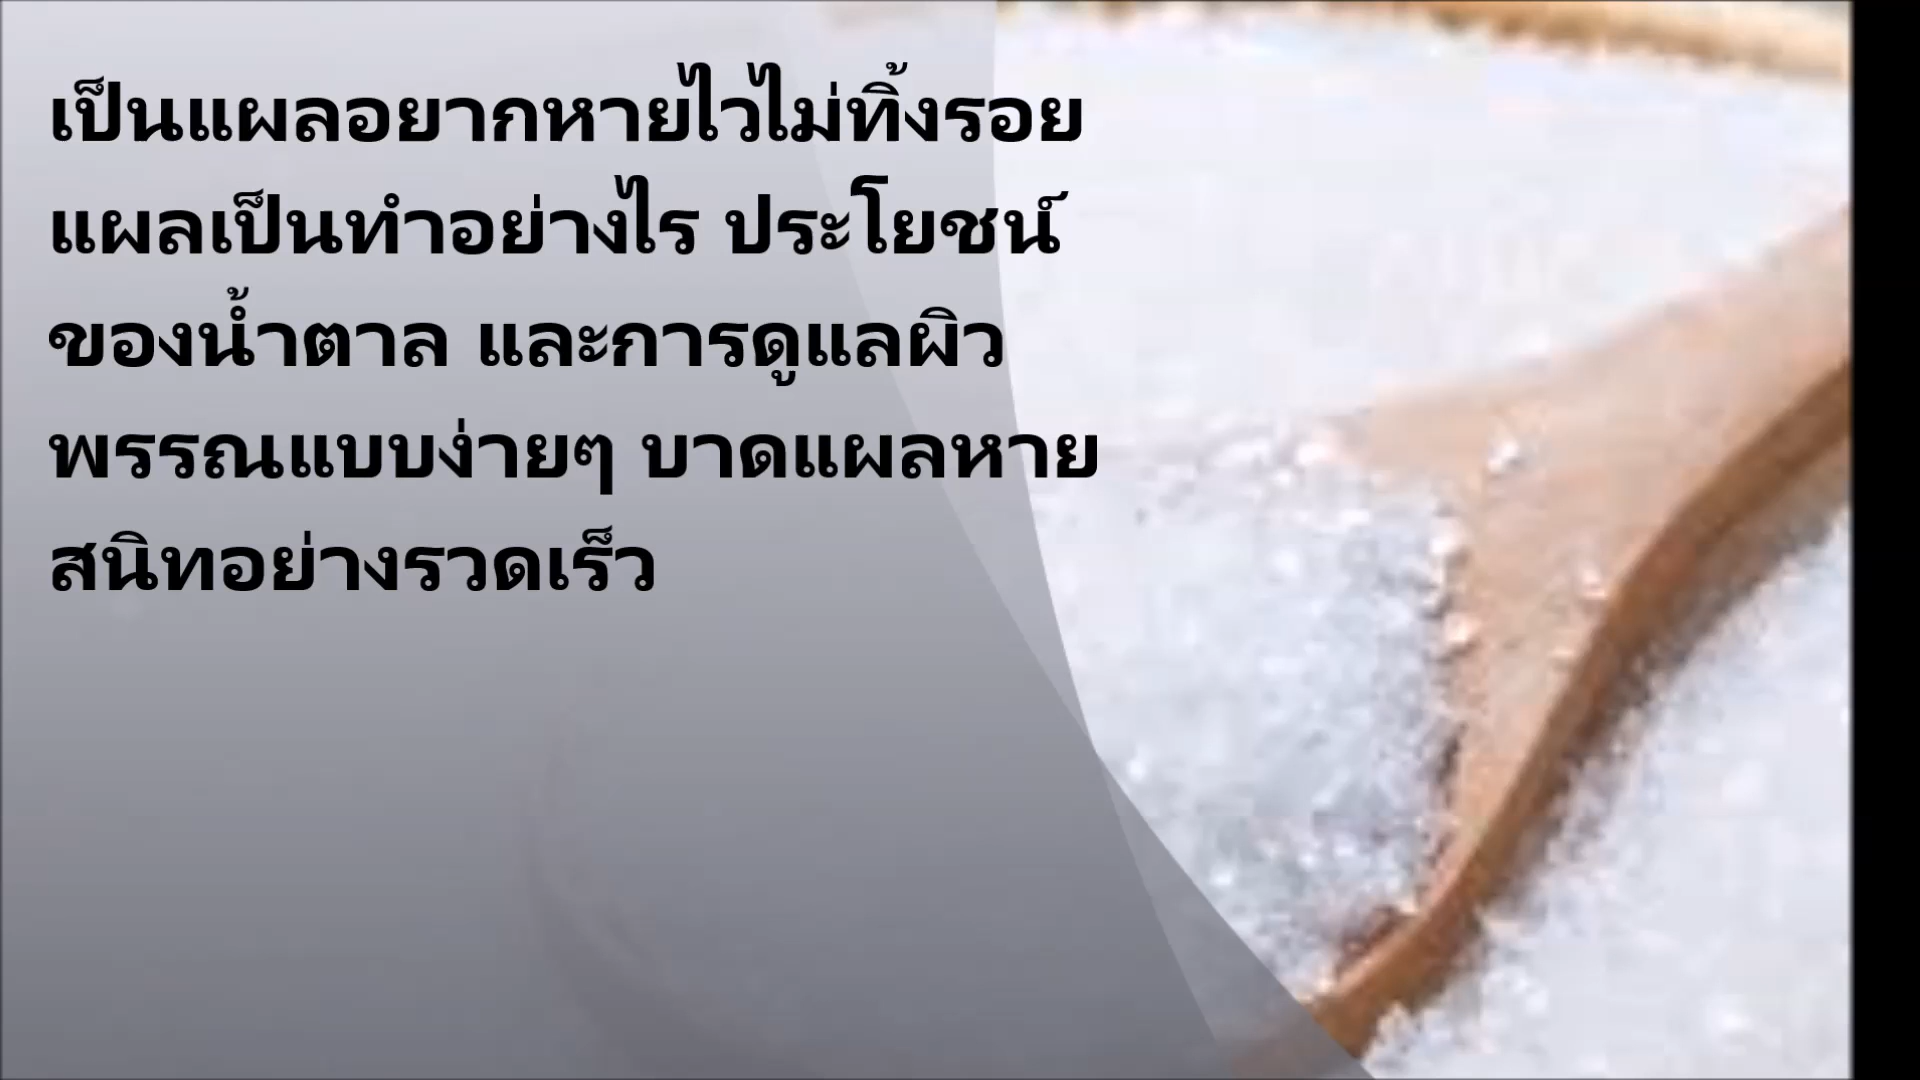 เป็นแผลอยากหายไวไม่ทิ้งรอย
แผลเป็นทำอย่างไร ประโยชน์
ของน้ำตาล และการดูแลผิว
พรรณแบบง่ายๆ บาดแผลหาย
สนิทอย่างรวดเร็ว